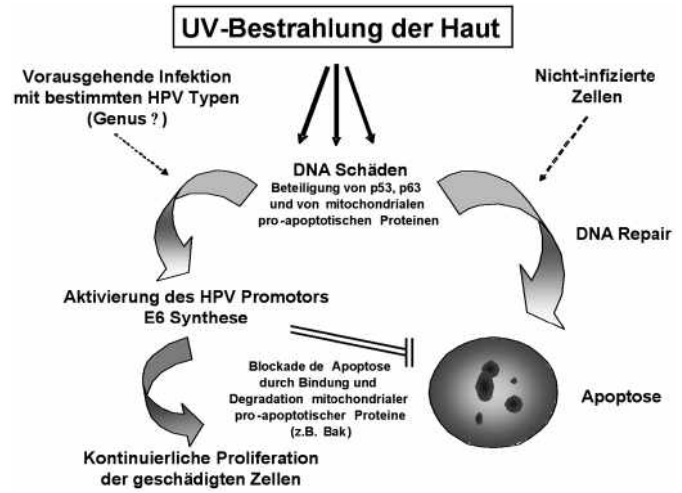 UV-Bestrahlung der Haut
Vorausgehende Infektion
mit bestimmten HPV Typen
(Genus ?)
Nicht-infizierte
Zellen
DNA Schäden
Beteiligung von p53, p63
und von mitochondrialen
pro-apoptotischen Proteinen
DNA Repair
Aktivierung des HPV Promotors
E6 Synthese
Blockade de Apoptose
durch Bindung und
Degradation mitochondrialer
pro-apoptotischer Proteine
(z.B. Bak)
Apoptose
Kontinuierliche Proliferation
der geschädigten Zellen